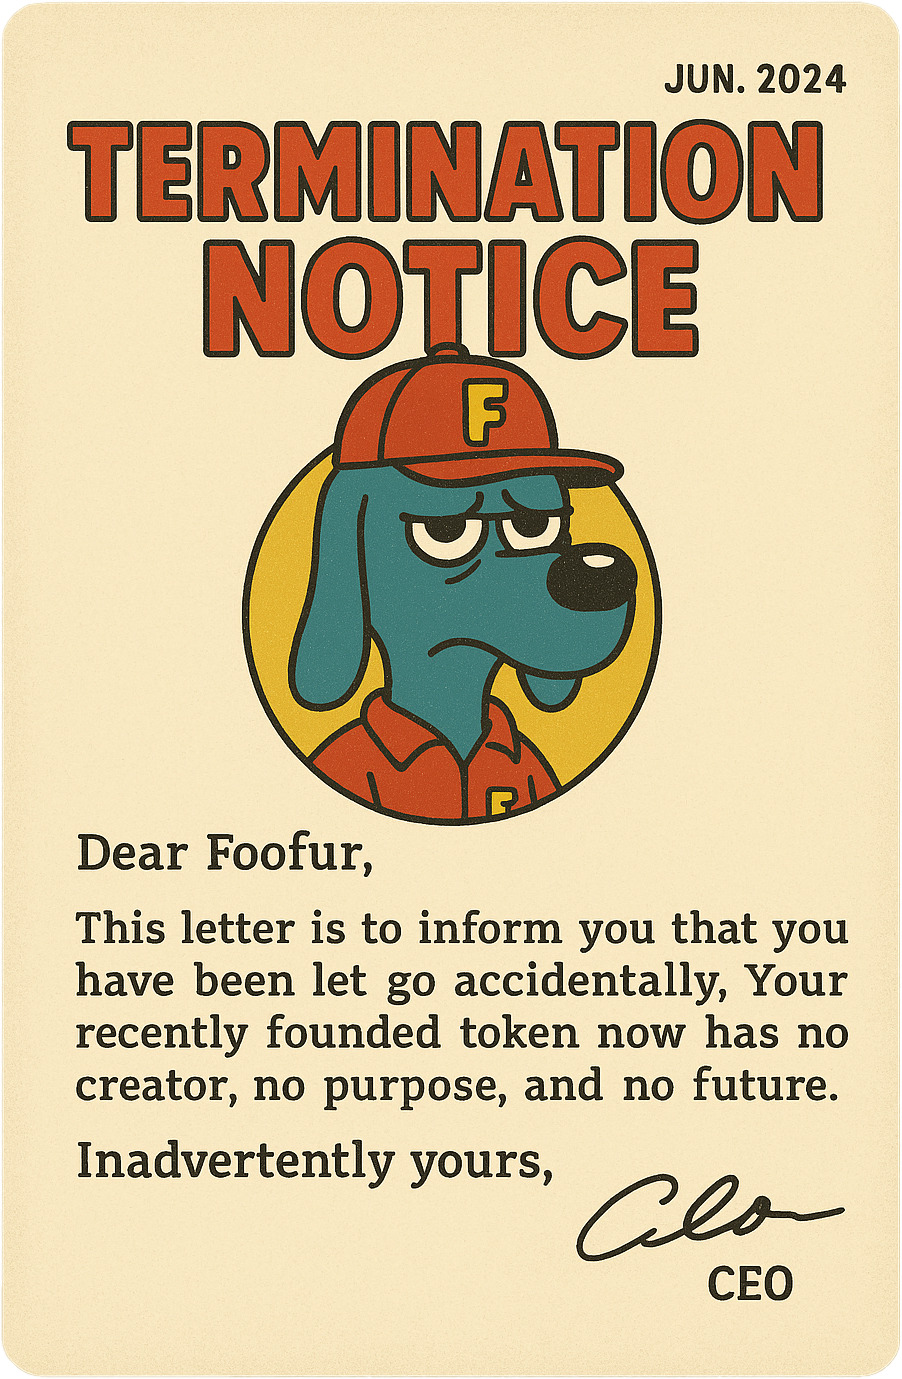 JUN. 2024
TERMINATION
NOTICE
F
F
Dear Foofur,
This letter is to inform you that you
have been let go accidentally, Your
recently founded token now has no
creator, no purpose, and no future.
Inadvertently yours,
CEO